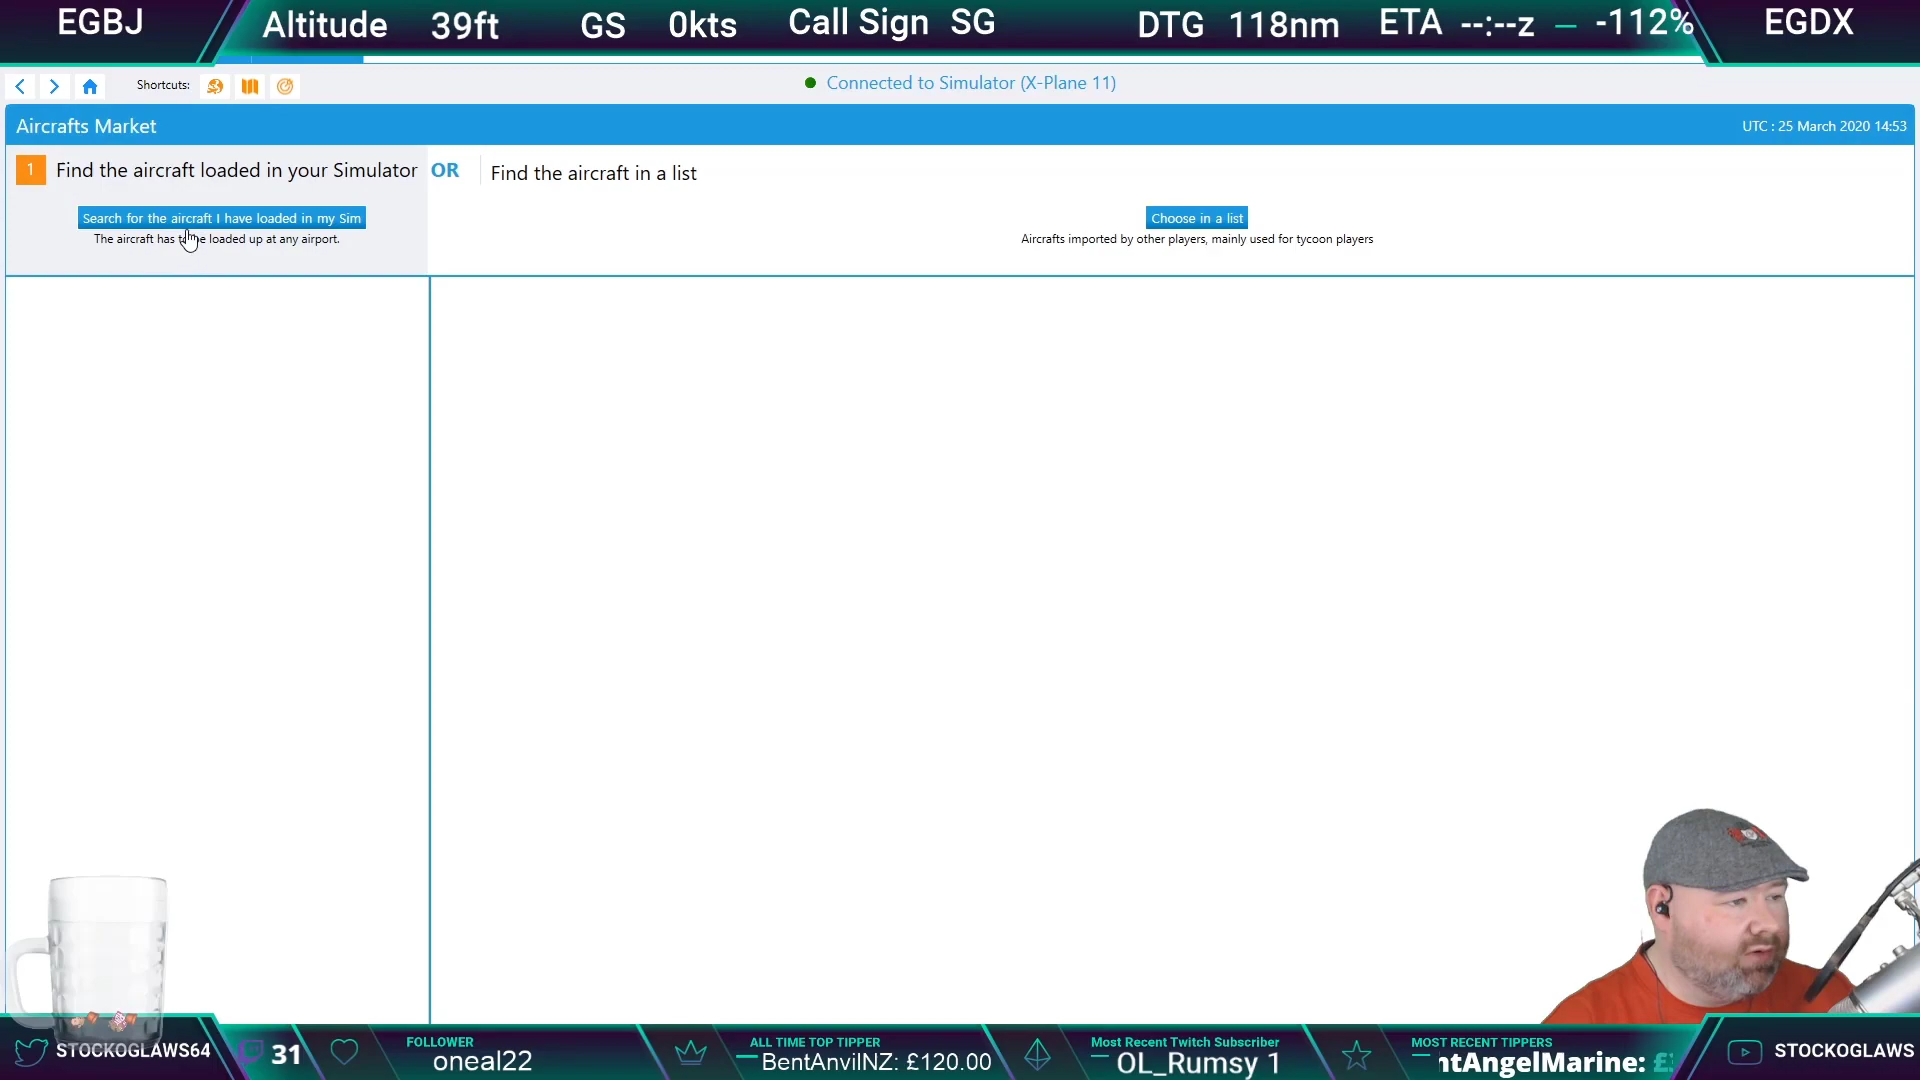 EGBJ
Altitude 39ft GS 0kts Call Sign SG DTG 118nm ETA --:--z — -112%
EGDX
Shortcuts:
Connected to Simulator (X-Plane 11)
Aircrafts Market
UTC : 25 March 2020 14:53
1 Find the aircraft loaded in your Simulator
OR
Find the aircraft in a list
Search for the aircraft I have loaded in my Sim
The aircraft has loaded up at any airport.
Choose in a list
Aircrafts imported by other players, mainly used for tycoon players
STOCKOGLAWS64
31
FOLLOWER
oneal22
ALL TIME TOP TIPPER
BentAnvilNZ: £120.00
Most Recent Twitch Subscriber
OL_Rumsy 1
MOST RECENT TIPPERS
ntAngelMarine: £
STOCKOGLAWS